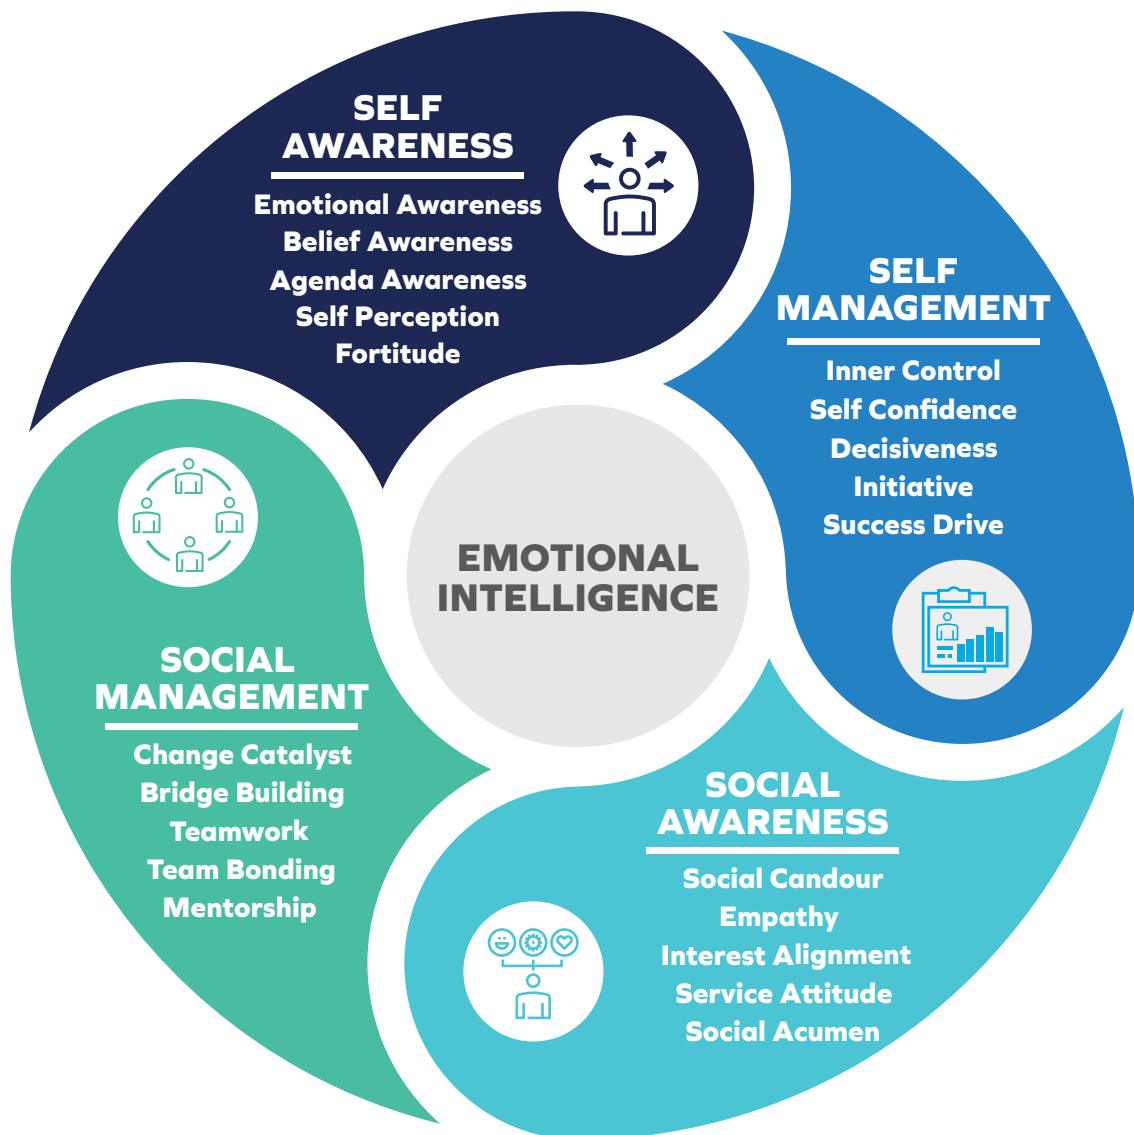 SELF
AWARENESS
Emotional Awareness
Belief Awareness
Agenda Awareness
Self Perception
Fortitude
SELF
MANAGEMENT
Inner Control
Self Confidence
Decisiveness
Initiative
Success Drive
EMOTIONAL
INTELLIGENCE
SOCIAL
MANAGEMENT
Change Catalyst
Bridge Building
Teamwork
Team Bonding
Mentorship
SOCIAL
AWARENESS
Social Candour
Empathy
Interest Alignment
Service Attitude
Social Acumen